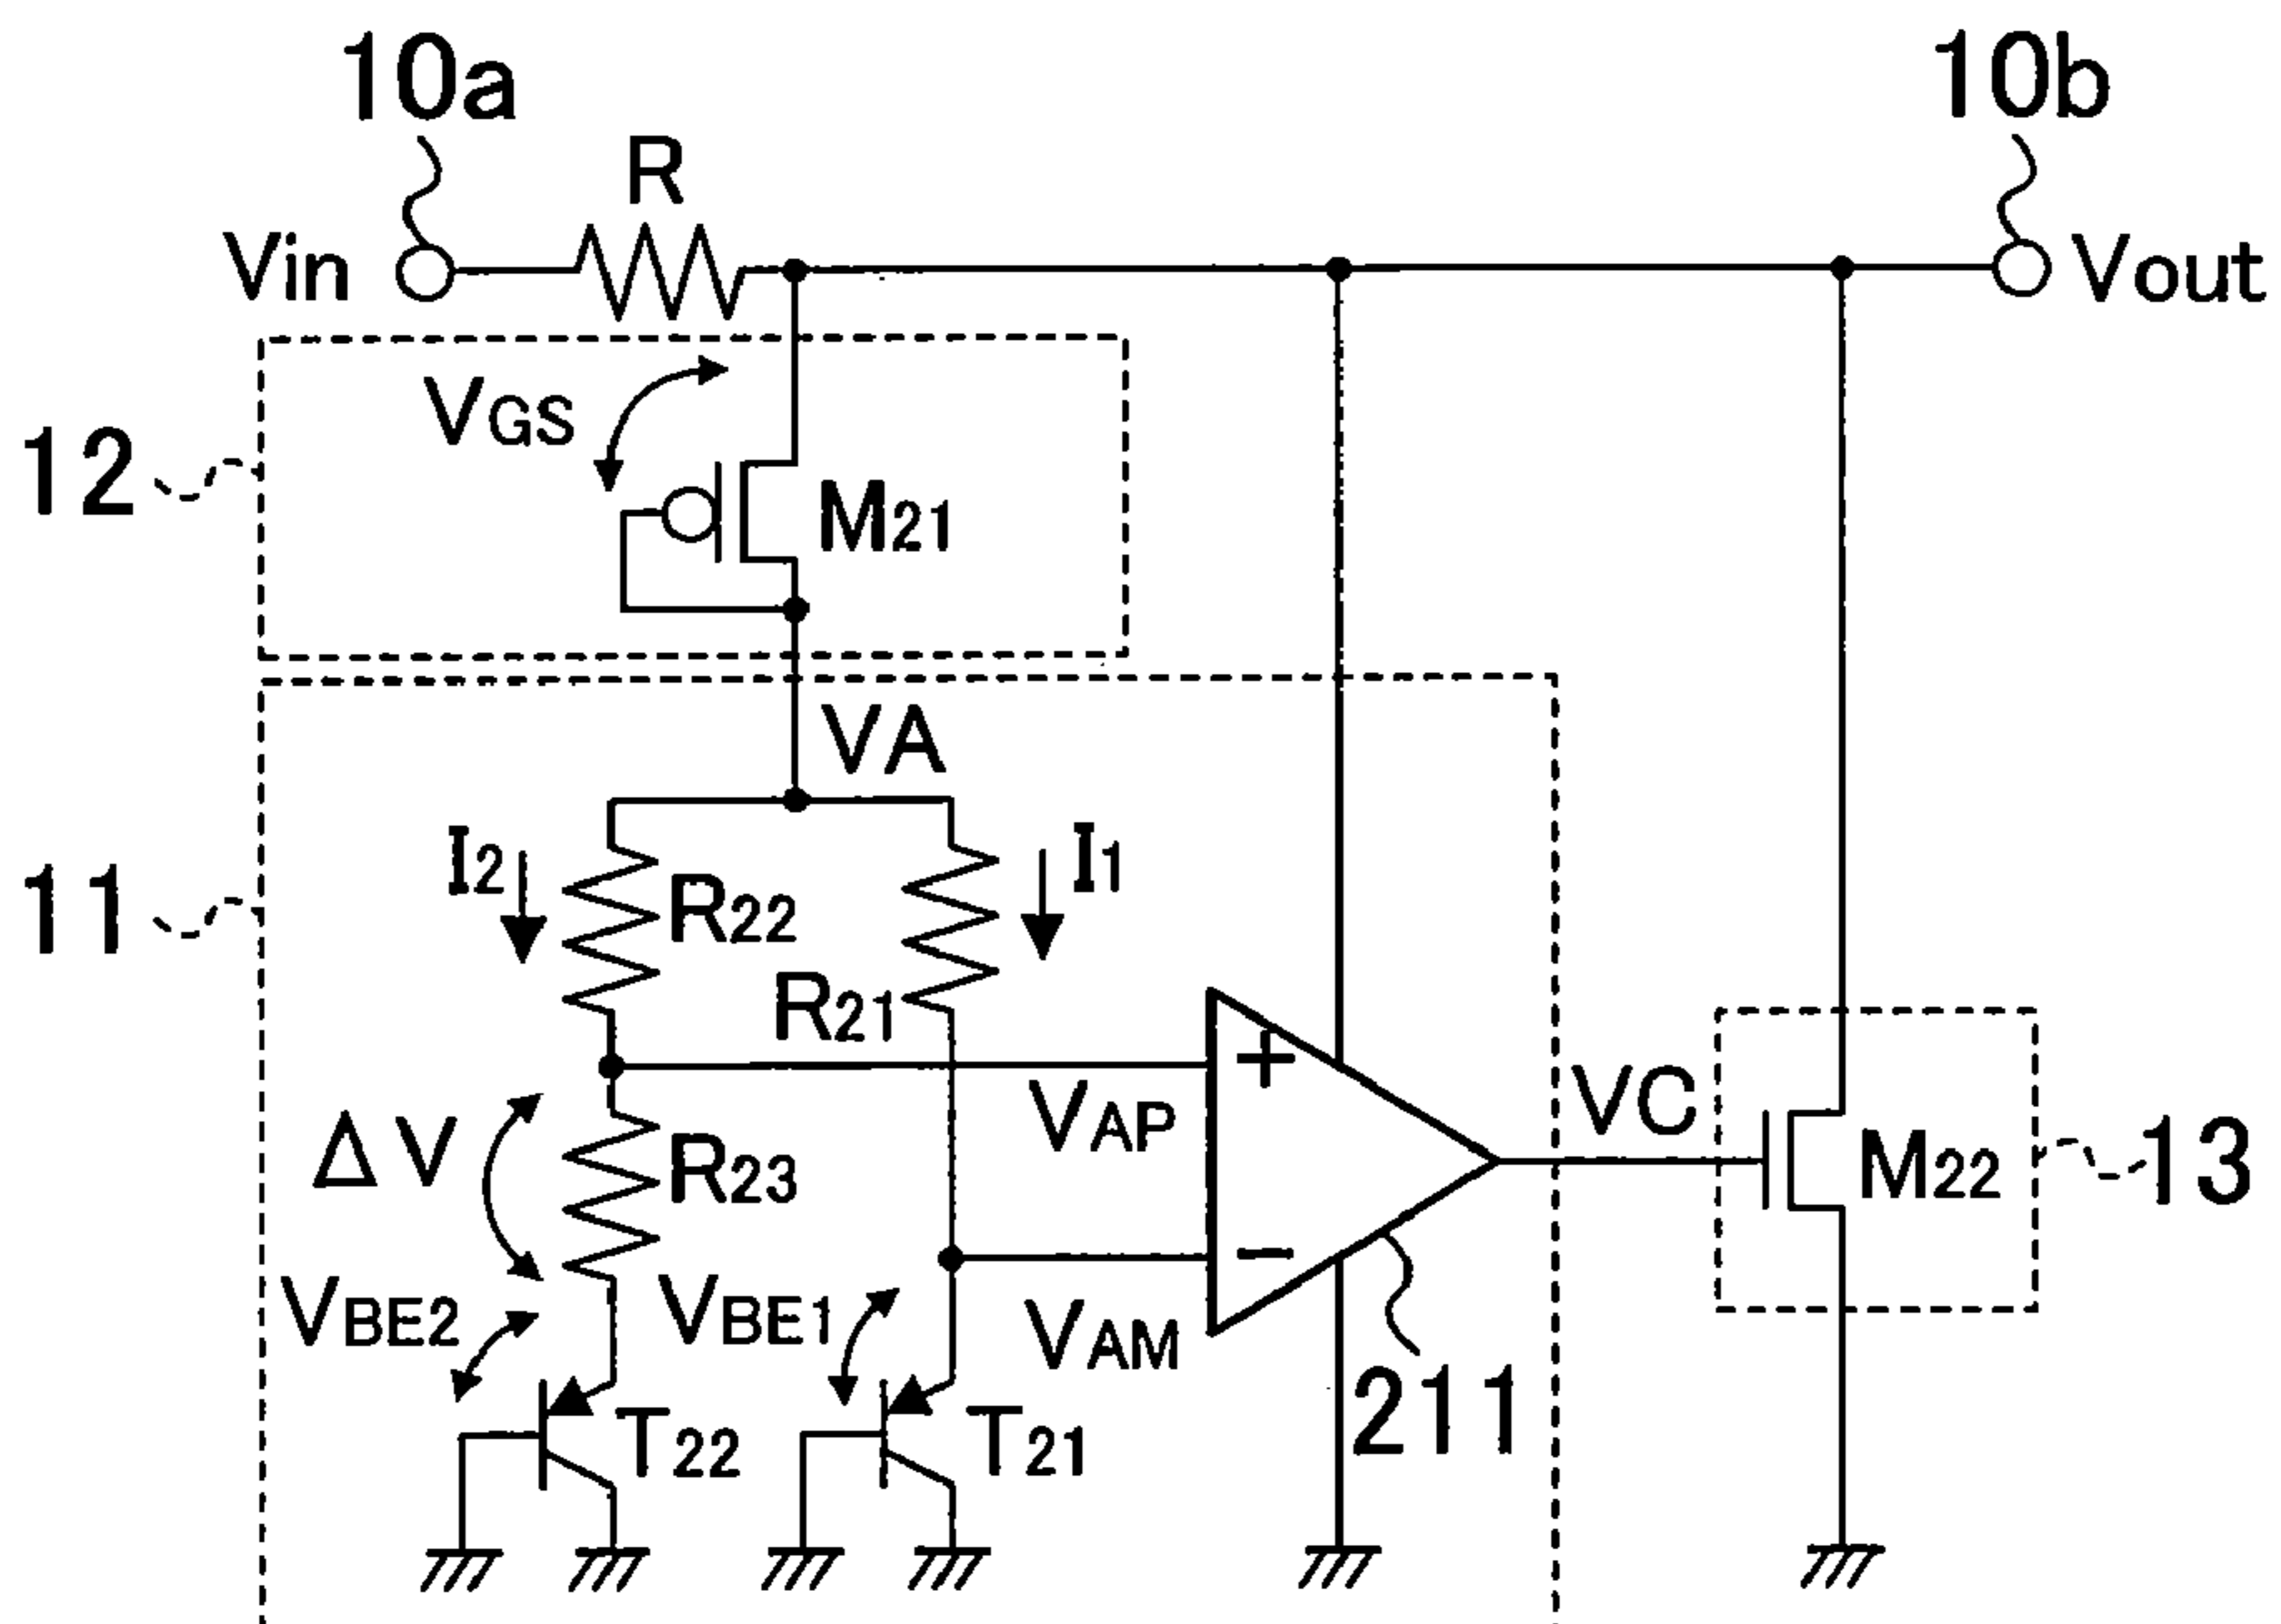 10a
10b
R
Vin
Vout
VGS
12
M21
VA
I2
I1
11
R22
R21
+
VAP
VC
ΔV
R23
M22
13
−
VBE2
VBE1
VAM
211
T22
T21